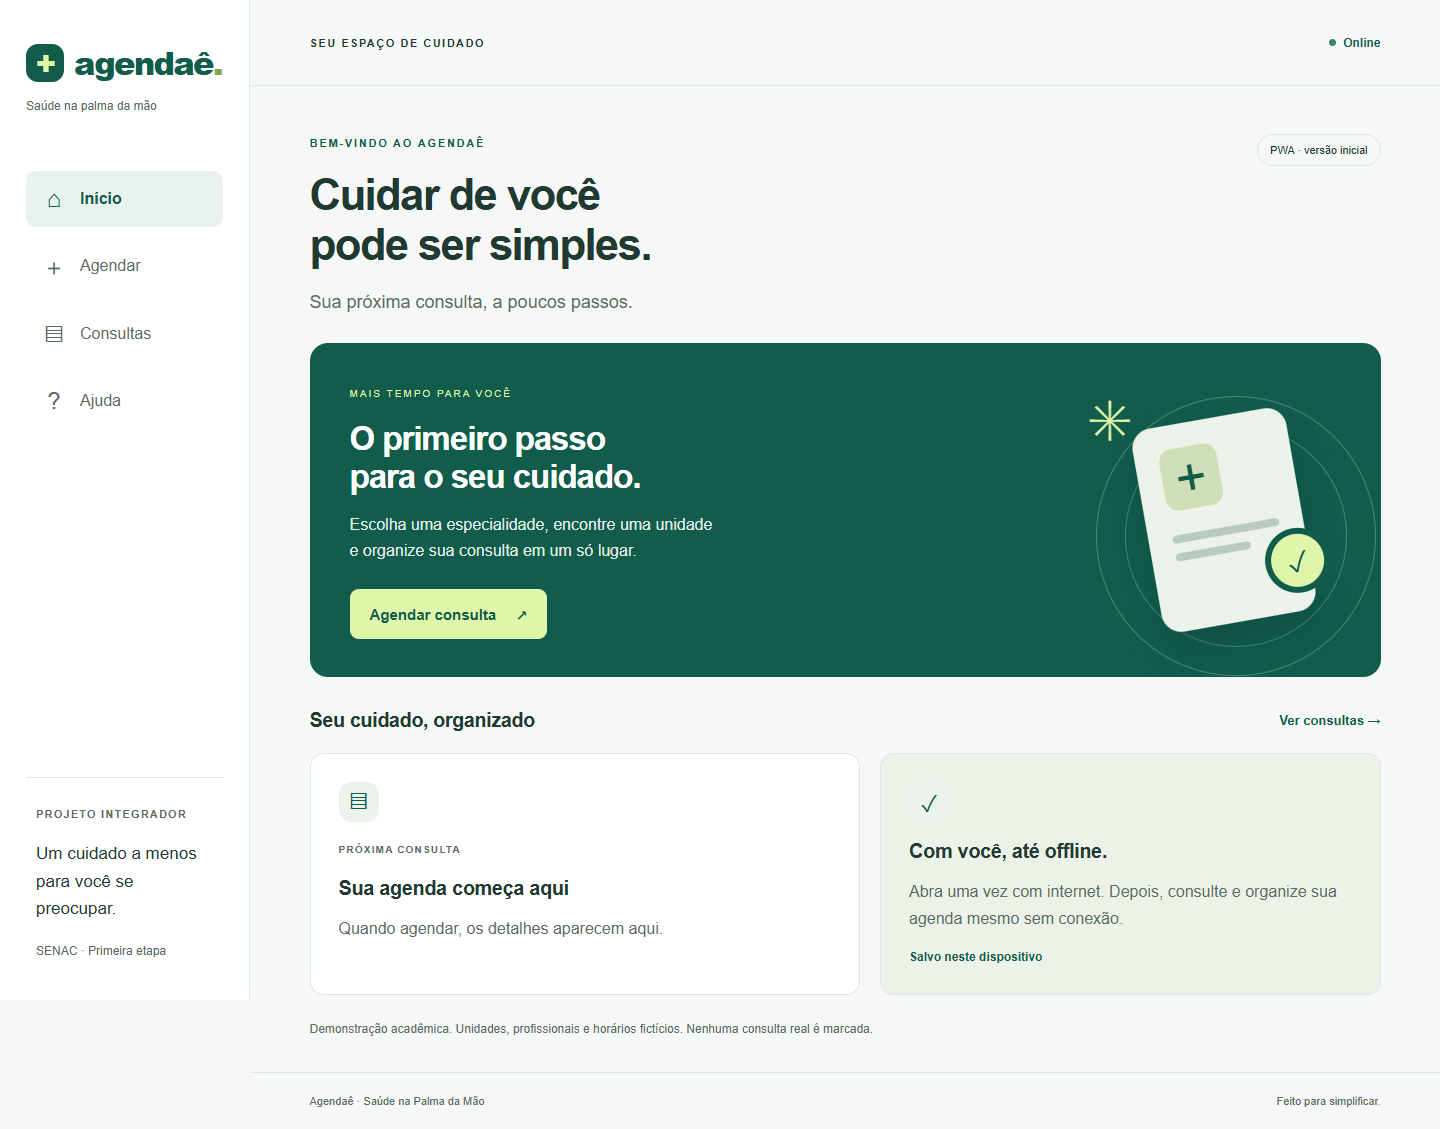 agendaê.
Saúde na palma da mão
Início
Agendar
Consultas
? Ajuda
PROJETO INTEGRADOR
Um cuidado a menos
para você se
preocupar.
SENAC · Primeira etapa
SEU ESPAÇO DE CUIDADO
Online
BEM-VINDO AO AGENDAÊ
PWA · versão inicial
Cuidar de você
pode ser simples.
Sua próxima consulta, a poucos passos.
MAIS TEMPO PARA VOCÊ
O primeiro passo
para o seu cuidado.
Escolha uma especialidade, encontre uma unidade
e organize sua consulta em um só lugar.
Agendar consulta ↗
Seu cuidado, organizado
Ver consultas →
PRÓXIMA CONSULTA
Sua agenda começa aqui
Quando agendar, os detalhes aparecem aqui.
Com você, até offline.
Abra uma vez com internet. Depois, consulte e organize sua
agenda mesmo sem conexão.
Salvo neste dispositivo
Demonstração acadêmica. Unidades, profissionais e horários fictícios. Nenhuma consulta real é marcada.
Agendaê · Saúde na Palma da Mão
Feito para simplificar.